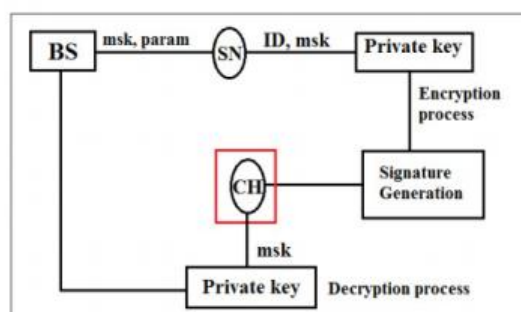 BS
msk, param
SN
ID, msk
Private key
Encryption
process
Signature
Generation
CH
msk
Private key
Decryption process